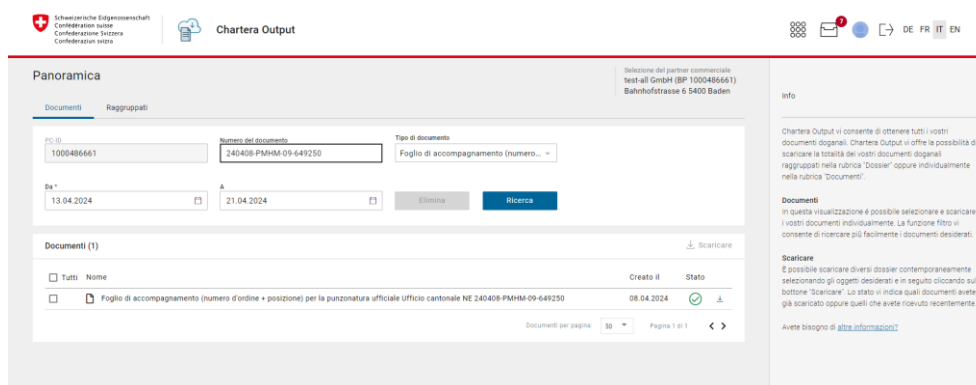 Schweizerische Eidgenossenschaft
Confédération suisse
Confederazione Svizzera
Confederaziun svizra
Chartera Output
7
DE FR IT EN
Panoramica
Selezione del partner commerciale
test-all GmbH (BP 1000486661)
Bahnhofstrasse 6 5400 Baden
Documenti Raggruppati
PC-ID
1000486661
Numero del documento
240408-PMHM-09-649250
Tipo di documento
Foglio di accompagnamento (numero...
Da *
13.04.2024
A
21.04.2024
Elimina
Ricerca
Documenti (1)
Scaricare
Tutti Nome Creato il Stato
Foglio di accompagnamento (numero d'ordine + posizione) per la punzonatura ufficiale Ufficio cantonale NE 240408-PMHM-09-649250 08.04.2024
Documenti per pagina: 50 Pagina 1 di 1
Info
Chartera Output vi consente di ottenere tutti i vostri
documenti doganali. Chartera Output vi offre la possibilità di
scaricare la totalità dei vostri documenti doganali
raggruppati nella rubrica "Dossier" oppure individualmente
nella rubrica "Documenti".
Documenti
In questa visualizzazione è possibile selezionare e scaricare
i vostri documenti individualmente. La funzione filtro vi
consente di ricercare più facilmente i documenti desiderati.
Scaricare
È possibile scaricare diversi dossier contemporaneamente
selezionando gli oggetti desiderati e in seguito cliccando sul
bottone "Scaricare". Lo stato vi indica quali documenti avete
già scaricato oppure quelli che avete ricevuto recentemente.
Avete bisogno di altre informazioni?